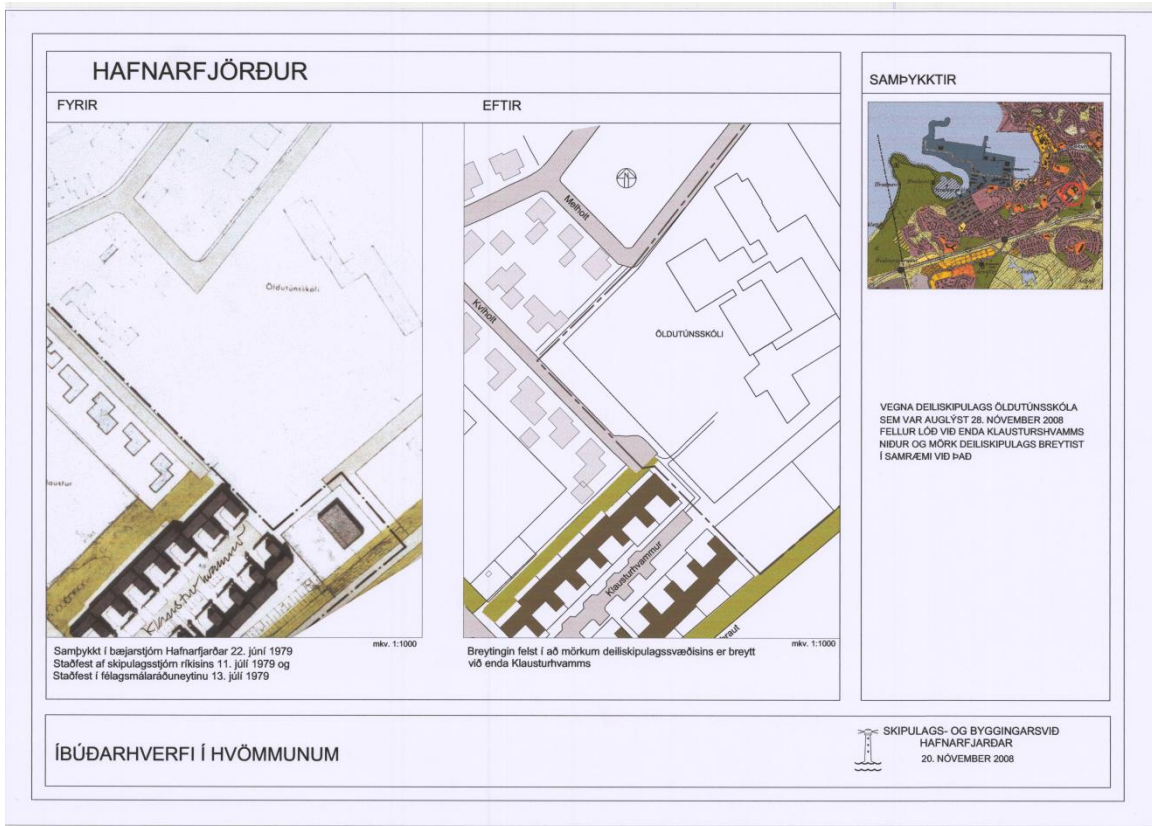 HAFNARFJÖRÐUR
FYRIR
EFTIR
SAMÞYKKTIR
Öldutúnsskóli
Klausturhvammur
mkv. 1:1000
Samþykkt í bæjarstjórn Hafnarfjarðar 22. júní 1979
Staðfest af skipulagsstjórn ríkisins 11. júlí 1979 og
Staðfest í félagsmálaráðuneytinu 13. júlí 1979
Melholt
Kvíholt
ÖLDUTÚNSSKÓLI
Klausturhvammur
raut
mkv. 1:1000
Breytingin felst í að mörkum deiliskipulagssvæðisins er breytt
við enda Klausturhvamms
VEGNA DEILISKIPULAGS ÖLDUTÚNSSKÓLA
SEM VAR AUGLÝST 28. NÓVEMBER 2008
FELLUR LÓÐ VIÐ ENDA KLAUSTURSHVAMMS
NIÐUR OG MÖRK DEILISKIPULAGS BREYTIST
Í SAMRÆMI VIÐ ÞAÐ
ÍBÚÐARHVERFI Í HVÖMMUNUM
SKIPULAGS- OG BYGGINGARSVIÐ
HAFNARFJARÐAR
20. NÓVEMBER 2008